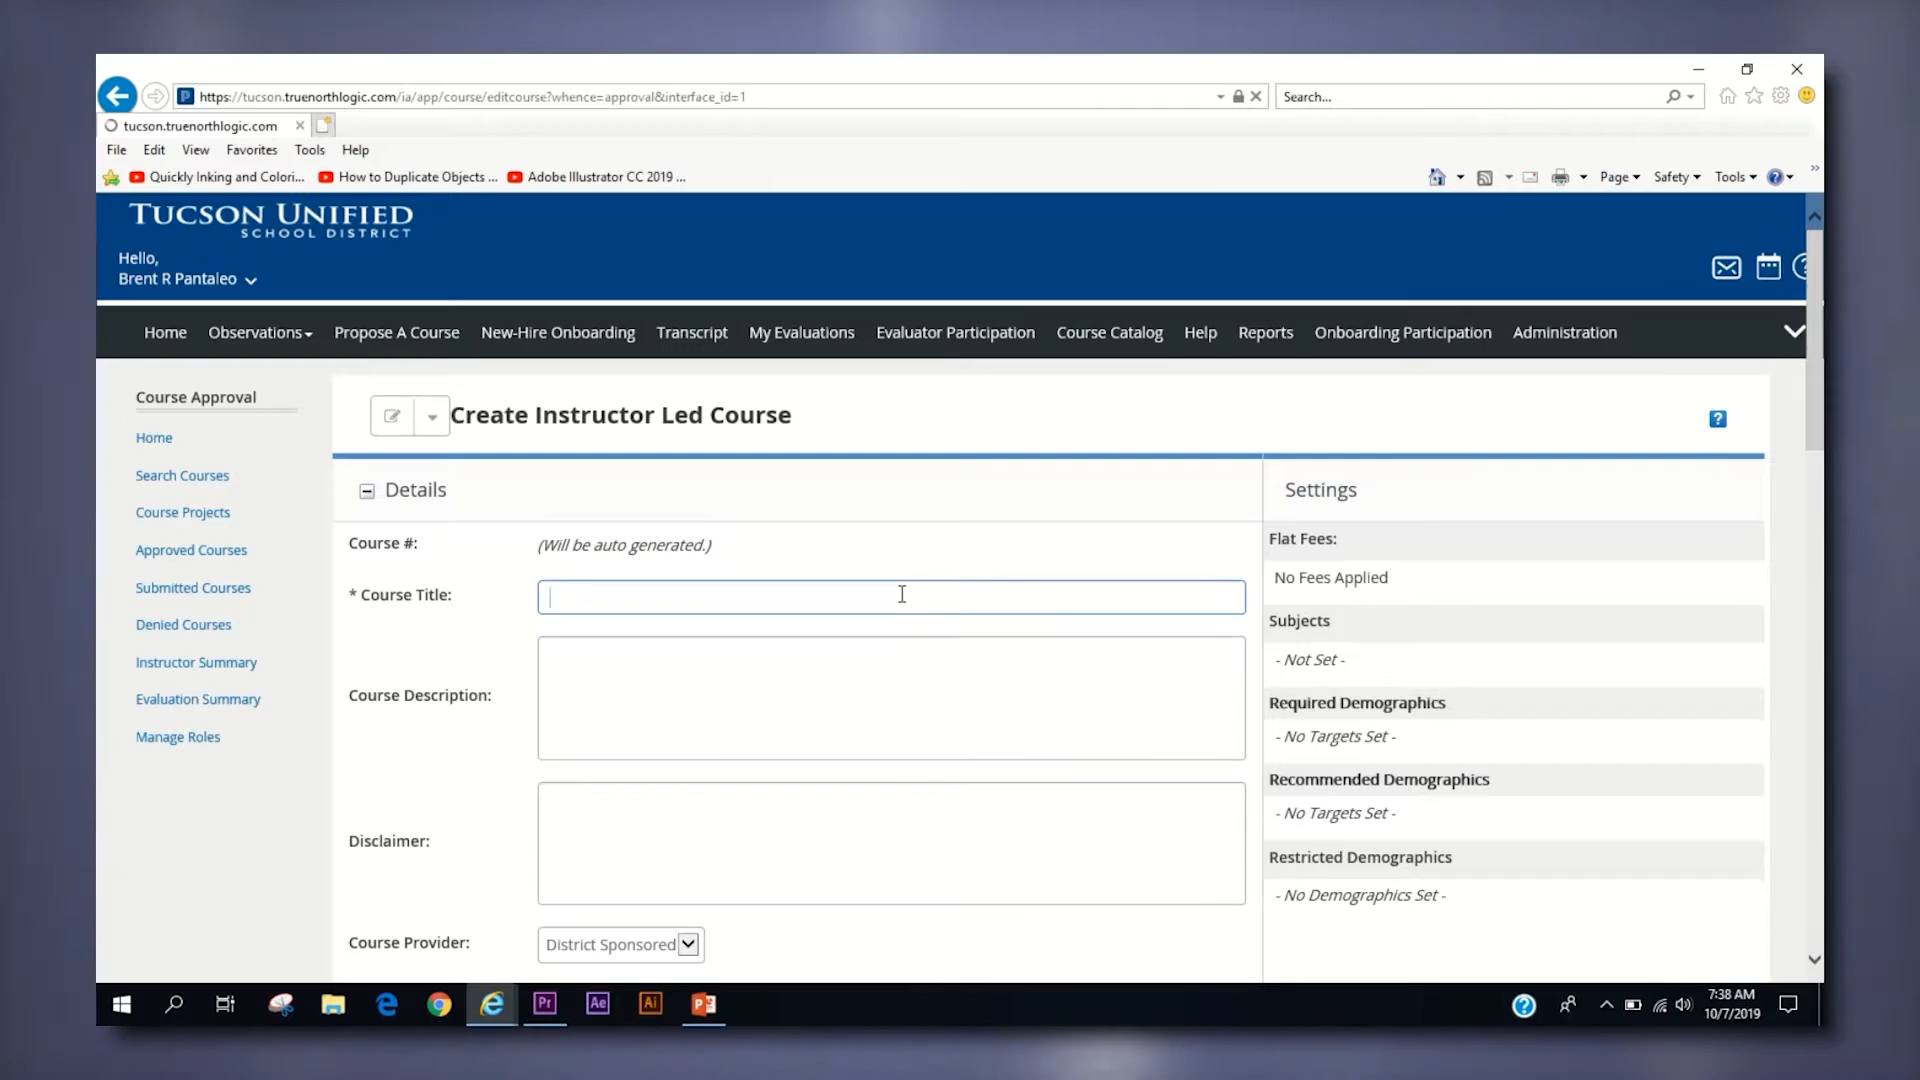 https://tucson.truenorthlogic.com/ia/app/course/editcourse?whence=approval&interface_id=1
Search...
tucson.truenorthlogic.com
File Edit View Favorites Tools Help
Quickly Inking and Colori... How to Duplicate Objects ... Adobe Illustrator CC 2019 ...
Page Safety Tools
TUCSON UNIFIED
SCHOOL DISTRICT
Hello,
Brent R Pantaleo
Home Observations Propose A Course New-Hire Onboarding Transcript My Evaluations Evaluator Participation Course Catalog Help Reports Onboarding Participation Administration
Course Approval
Home
Search Courses
Course Projects
Approved Courses
Submitted Courses
Denied Courses
Instructor Summary
Evaluation Summary
Manage Roles
Create Instructor Led Course
?
Details
Course #: (Will be auto generated.)
* Course Title:
Course Description:
Disclaimer:
Course Provider: District Sponsored
Settings
Flat Fees:
No Fees Applied
Subjects
- Not Set -
Required Demographics
- No Targets Set -
Recommended Demographics
- No Targets Set -
Restricted Demographics
- No Demographics Set -
Pr Ae Ai
7:38 AM
10/7/2019